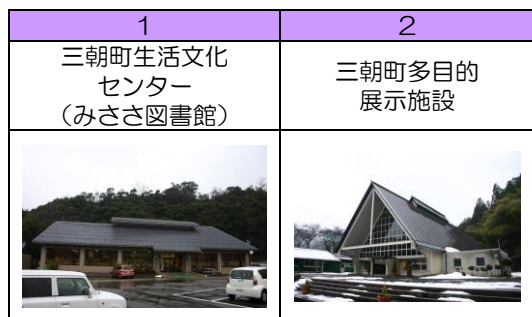 1
2
三朝町生活文化
センター
（みささ図書館）
三朝町多目的
展示施設